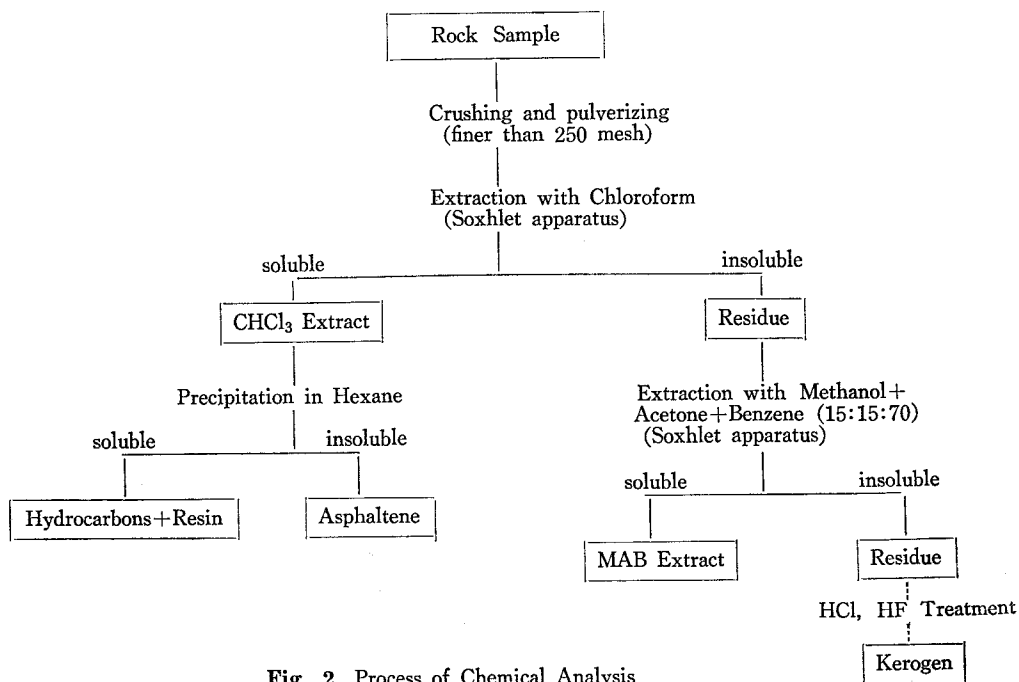 Rock Sample
Crushing and pulverizing
(finer than 250 mesh)
Extraction with Chloroform
(Soxhlet apparatus)
soluble
insoluble
CHCl₃ Extract
Residue
Precipitation in Hexane
Extraction with Methanol+
Acetone+Benzene (15:15:70)
(Soxhlet apparatus)
soluble
insoluble
soluble
insoluble
Hydrocarbons+Resin
Asphaltene
MAB Extract
Residue
HCl, HF Treatment
Kerogen
Fig. 2 Process of Chemical Analysis